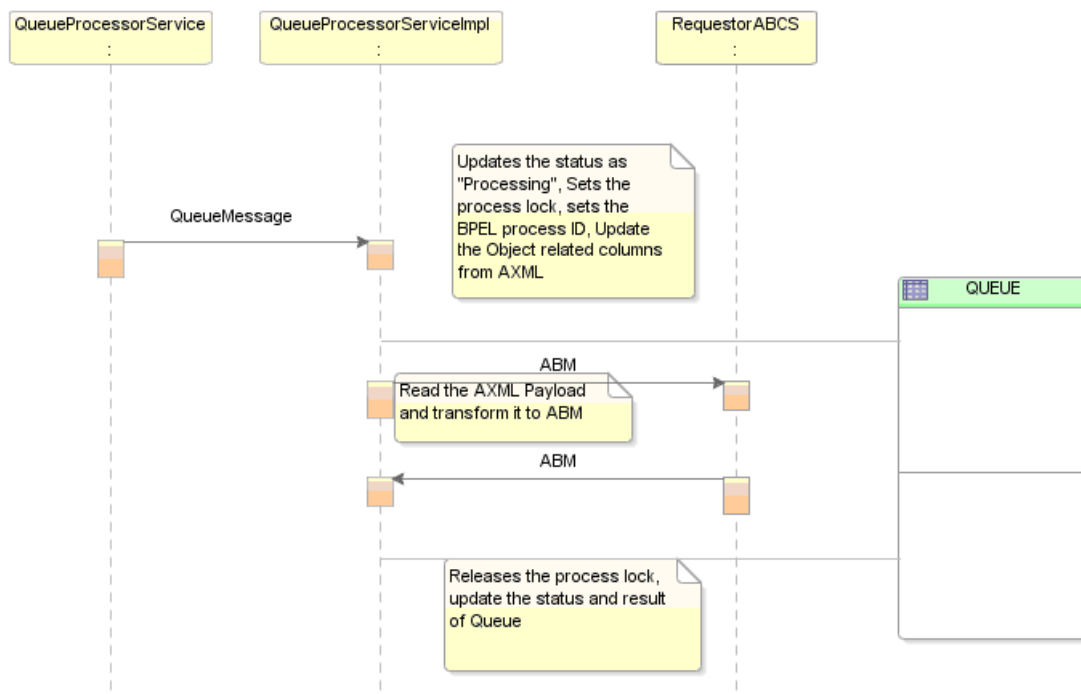 QueueProcessorService
:
QueueProcessorServiceImpl
:
RequestorABCS
:
Updates the status as
"Processing", Sets the
process lock, sets the
BPEL process ID, Update
the Object related columns
from AXML
QueueMessage
QUEUE
ABM
Read the AXML Payload
and transform it to ABM
ABM
Releases the process lock,
update the status and result
of Queue